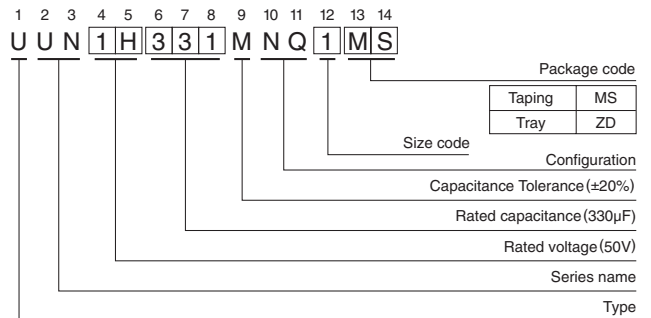 1 2 3 4 5 6 7 8 9 10 11 12 13 14
U U N 1 H 3 3 1 M N Q 1 M S
Package code
Taping MS
Tray ZD
Size code
Configuration
Capacitance Tolerance (±20%)
Rated capacitance (330µF)
Rated voltage (50V)
Series name
Type